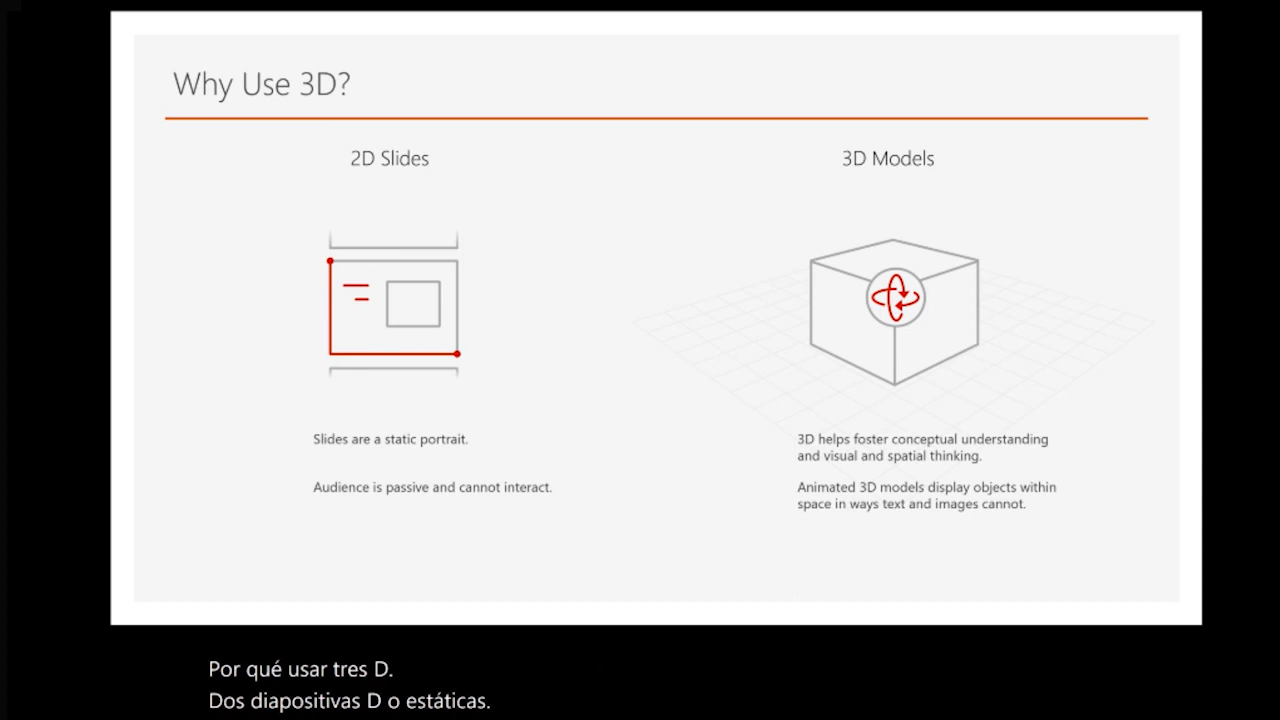 Why Use 3D?
2D Slides
Slides are a static portrait.
Audience is passive and cannot interact.
3D Models
3D helps foster conceptual understanding
and visual and spatial thinking.
Animated 3D models display objects within
space in ways text and images cannot.
Por qué usar tres D.
Dos diapositivas D o estáticas.